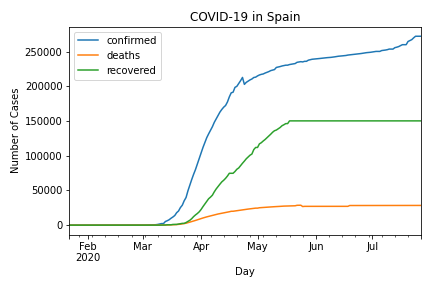 COVID-19 in Spain
confirmed
deaths
recovered
Number of Cases
250000
200000
150000
100000
50000
0
Feb
2020
Mar
Apr
May
Jun
Jul
Day